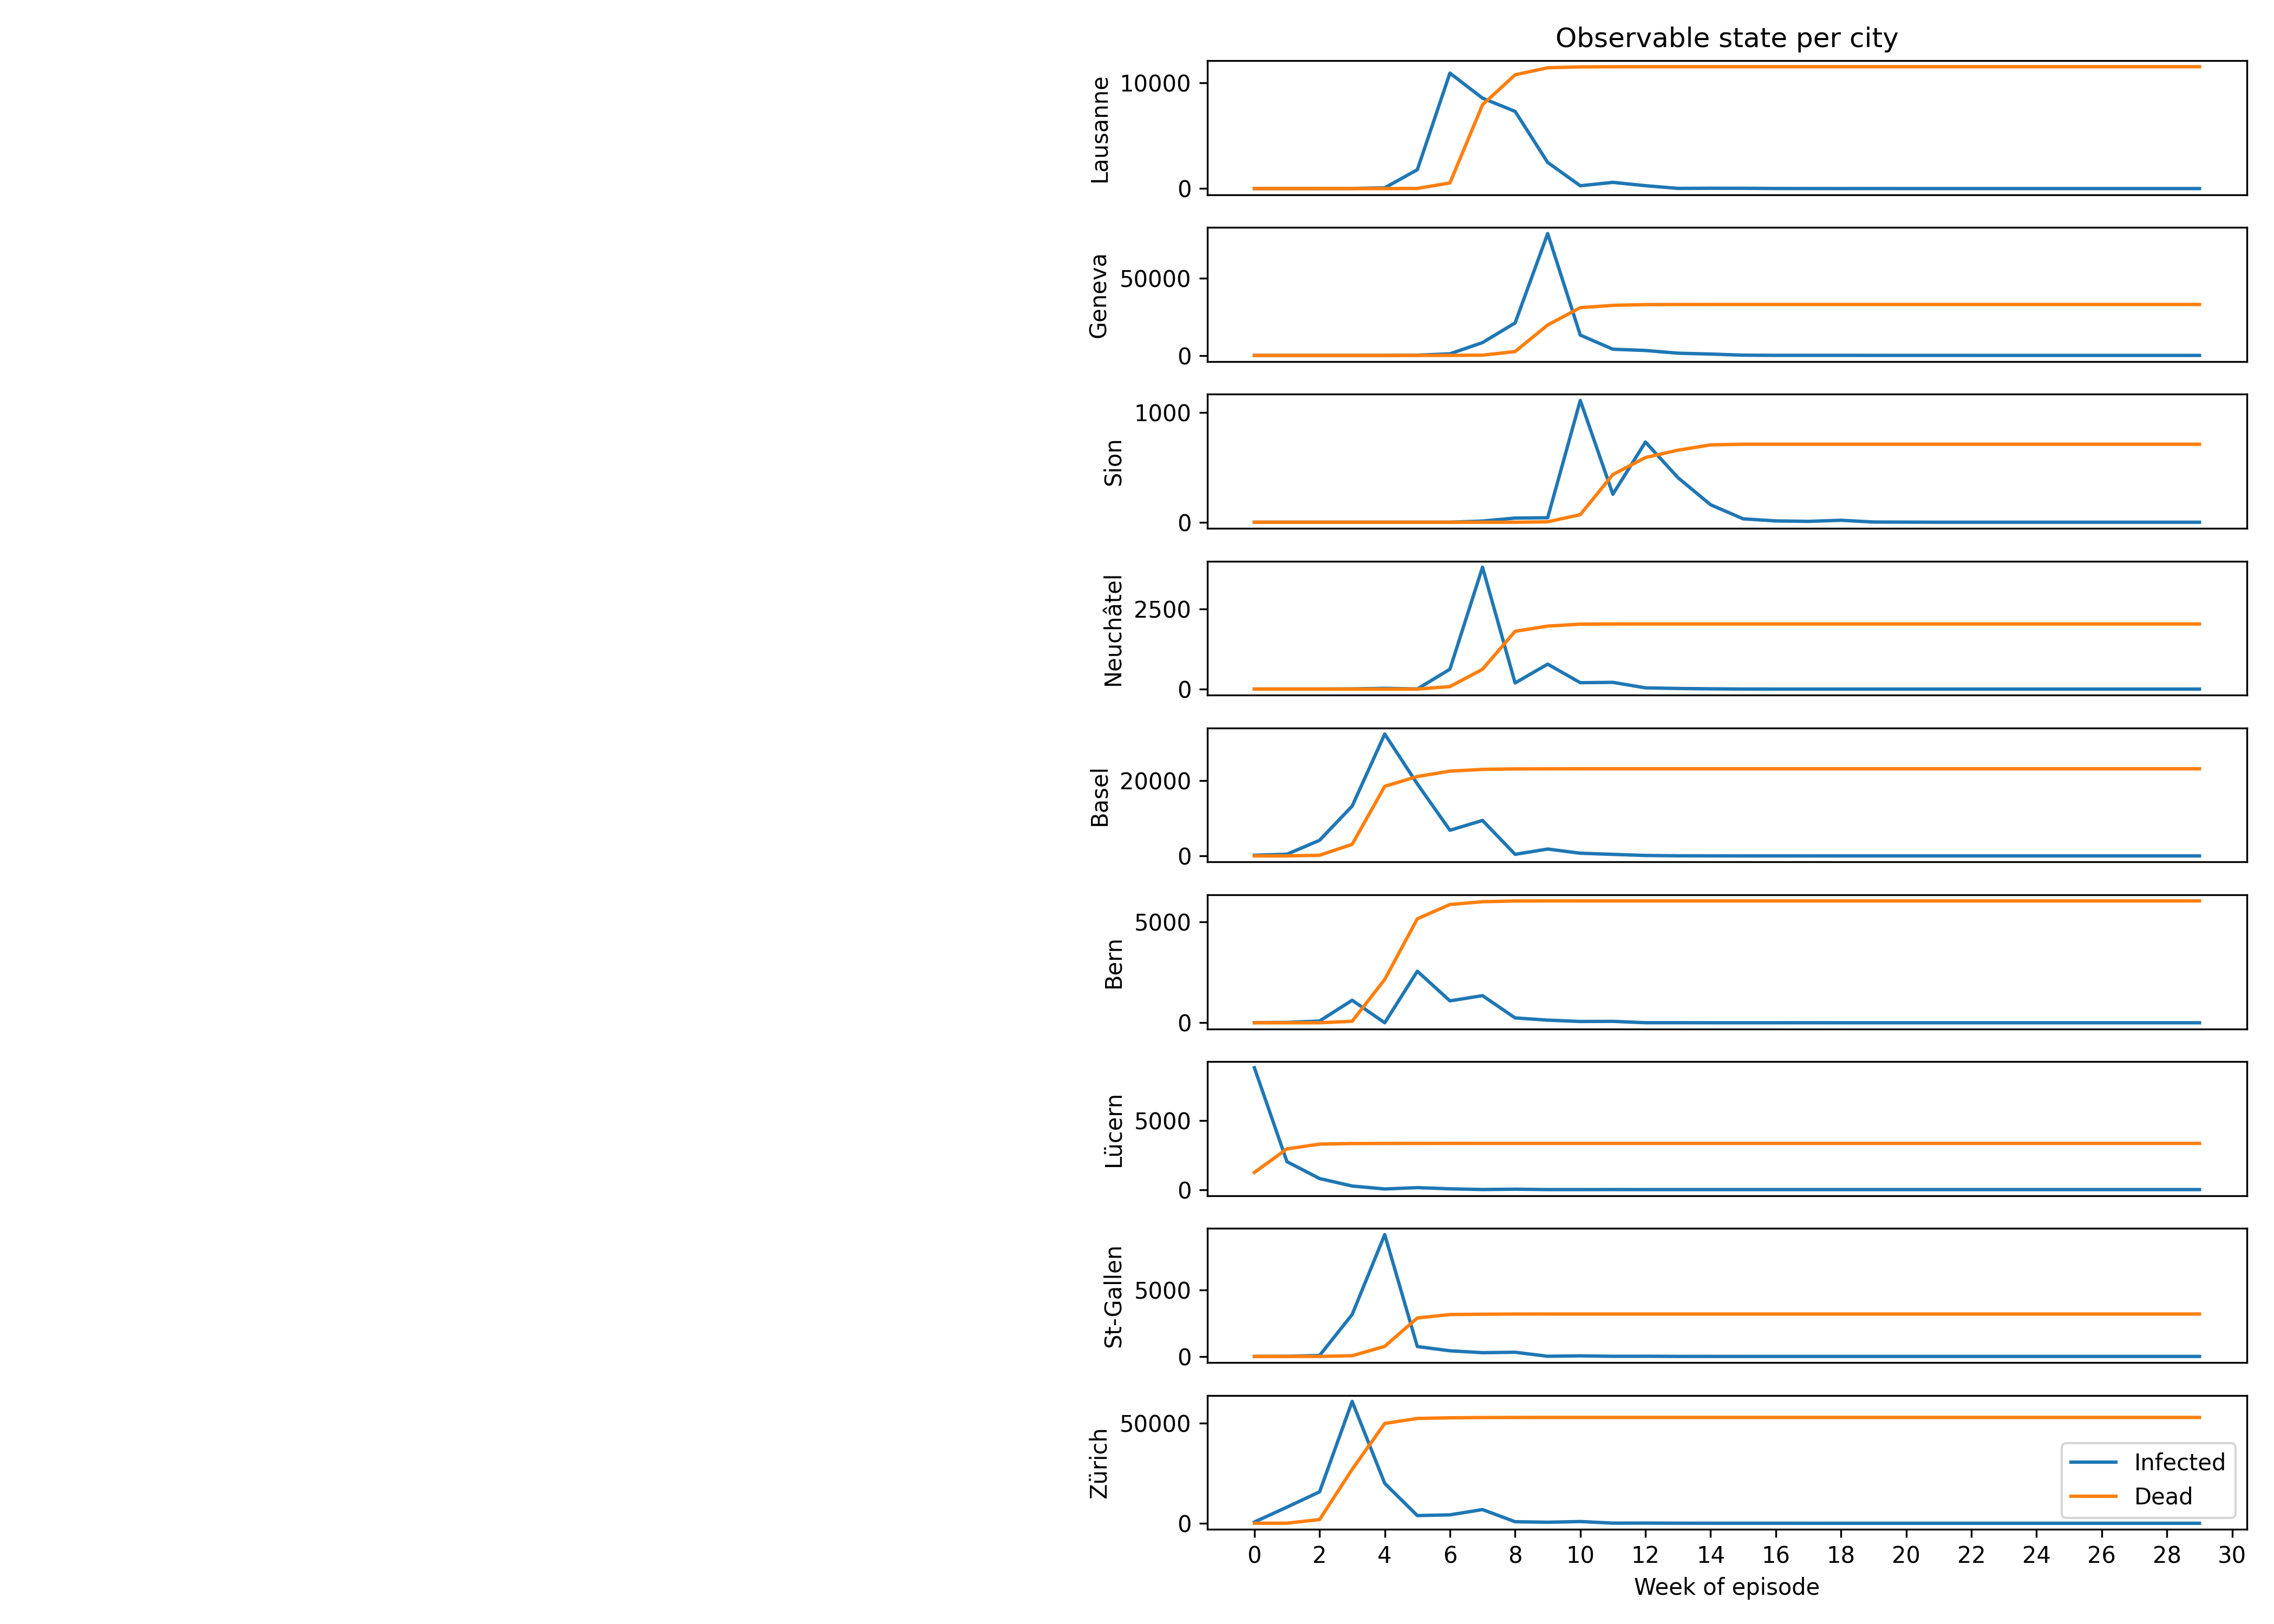 Observable state per city
Lausanne
10000
0
Geneva
50000
0
Sion
1000
0
Neuchâtel
2500
0
Basel
20000
0
Bern
5000
0
Lücern
5000
0
St-Gallen
5000
0
Zürich
50000
0
Infected
Dead
0 2 4 6 8 10 12 14 16 18 20 22 24 26 28 30
Week of episode